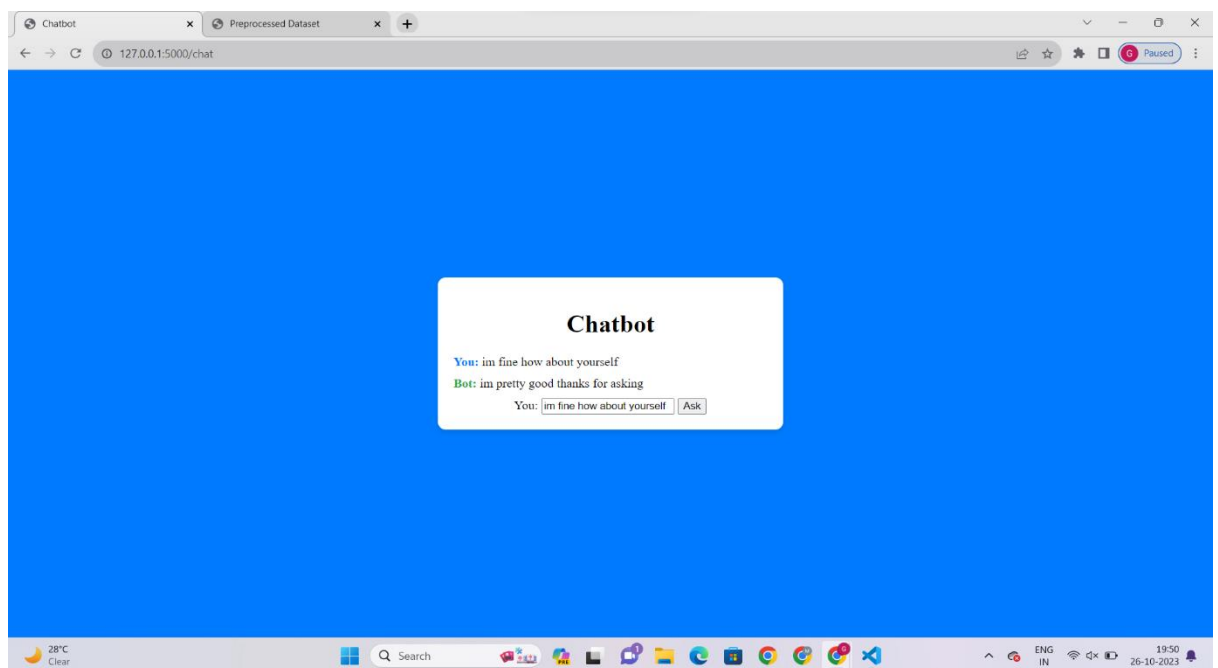 Chatbot
Preprocessed Dataset
127.0.0.1:5000/chat
G Paused
Chatbot
You: im fine how about yourself
Bot: im pretty good thanks for asking
You: im fine how about yourself Ask
28°C
Clear
Search
PRE
1
ENG
IN
19:50
26-10-2023